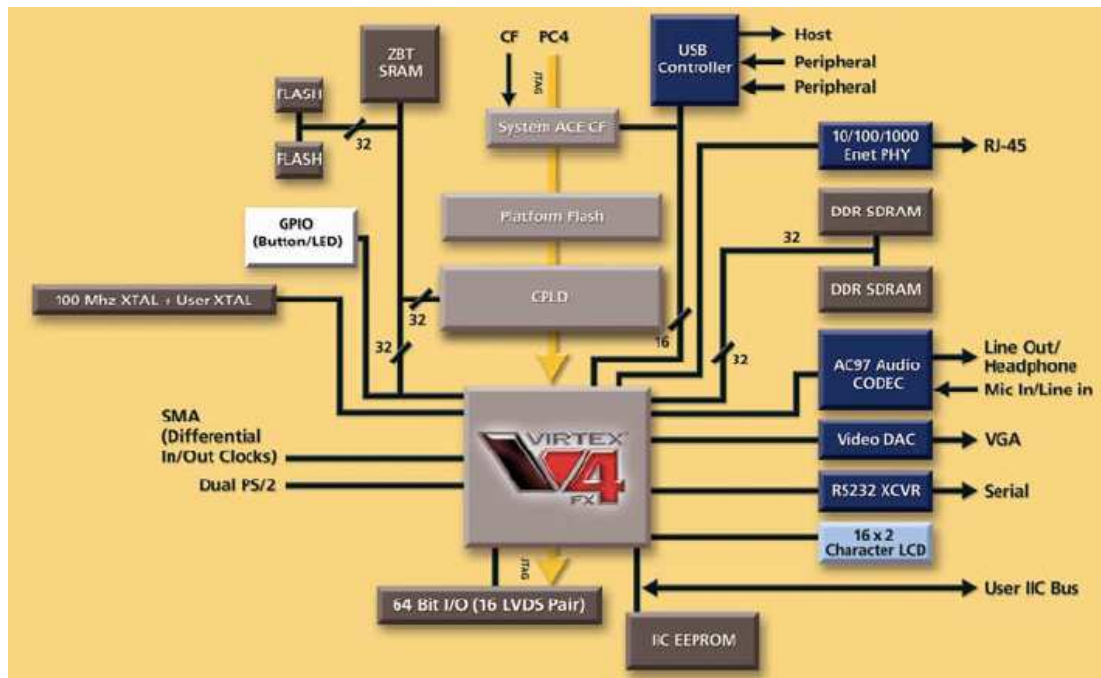 CF
PC4
ZBT
SRAM
USB
Controller
Host
Peripheral
Peripheral
JTAG
FLASH
32
FLASH
System ACE CF
10/100/1000
Enet PHY
RJ-45
GPIO
(Button/LED)
Platform Flash
DDR SDRAM
32
DDR SDRAM
100 Mhz XTAL + User XTAL
CPLD
32
32
16
32
AC97 Audio
CODEC
Line Out/
Headphone
Mic In/Line in
SMA
(Differential
In/Out Clocks)
Dual PS/2
VIRTEX
4
FX
Video DAC
VGA
RS232 XCVR
Serial
16 x 2
Character LCD
JTAG
64 Bit I/O (16 LVDS Pair)
User IIC Bus
IIC EEPROM